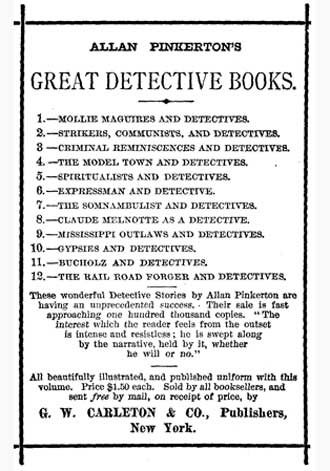 ALLAN PINKERTON'S
GREAT DETECTIVE BOOKS.
1.—MOLLIE MAGUIRES AND DETECTIVES.
2.—STRIKERS, COMMUNISTS, AND DETECTIVES.
3—CRIMINAL REMINISCENCES AND DETECTIVES.
4.—THE MODEL TOWN AND DETECTIVES.
5.—SPIRITUALISTS AND DETECTIVES.
6.—EXPRESSMAN AND DETECTIVE.
7.—THE SOMNAMBULIST AND DETECTIVES.
8.—CLAUDE MELNOTTE AS A DETECTIVE.
9.—MISSISSIPPI OUTLAWS AND DETECTIVES.
10.—GYPSIES AND DETECTIVES.
11.—BUCHOLZ AND DETECTIVES.
12.—THE RAIL ROAD FORGER AND DETECTIVES.
These wonderful Detective Stories by Allan Pinkerton are
having an unprecedented success. Their sale is fast
approaching one hundred thousand copies. "The
interest which the reader feels from the outset
is intense and resistless; he is swept along
by the narrative, held by it, whether
he will or no."
All beautifully illustrated, and published uniform with this
volume. Price $1.50 each. Sold by all booksellers, and
sent free by mail, on receipt of price, by
G. W. CARLETON & CO., Publishers,
New York.